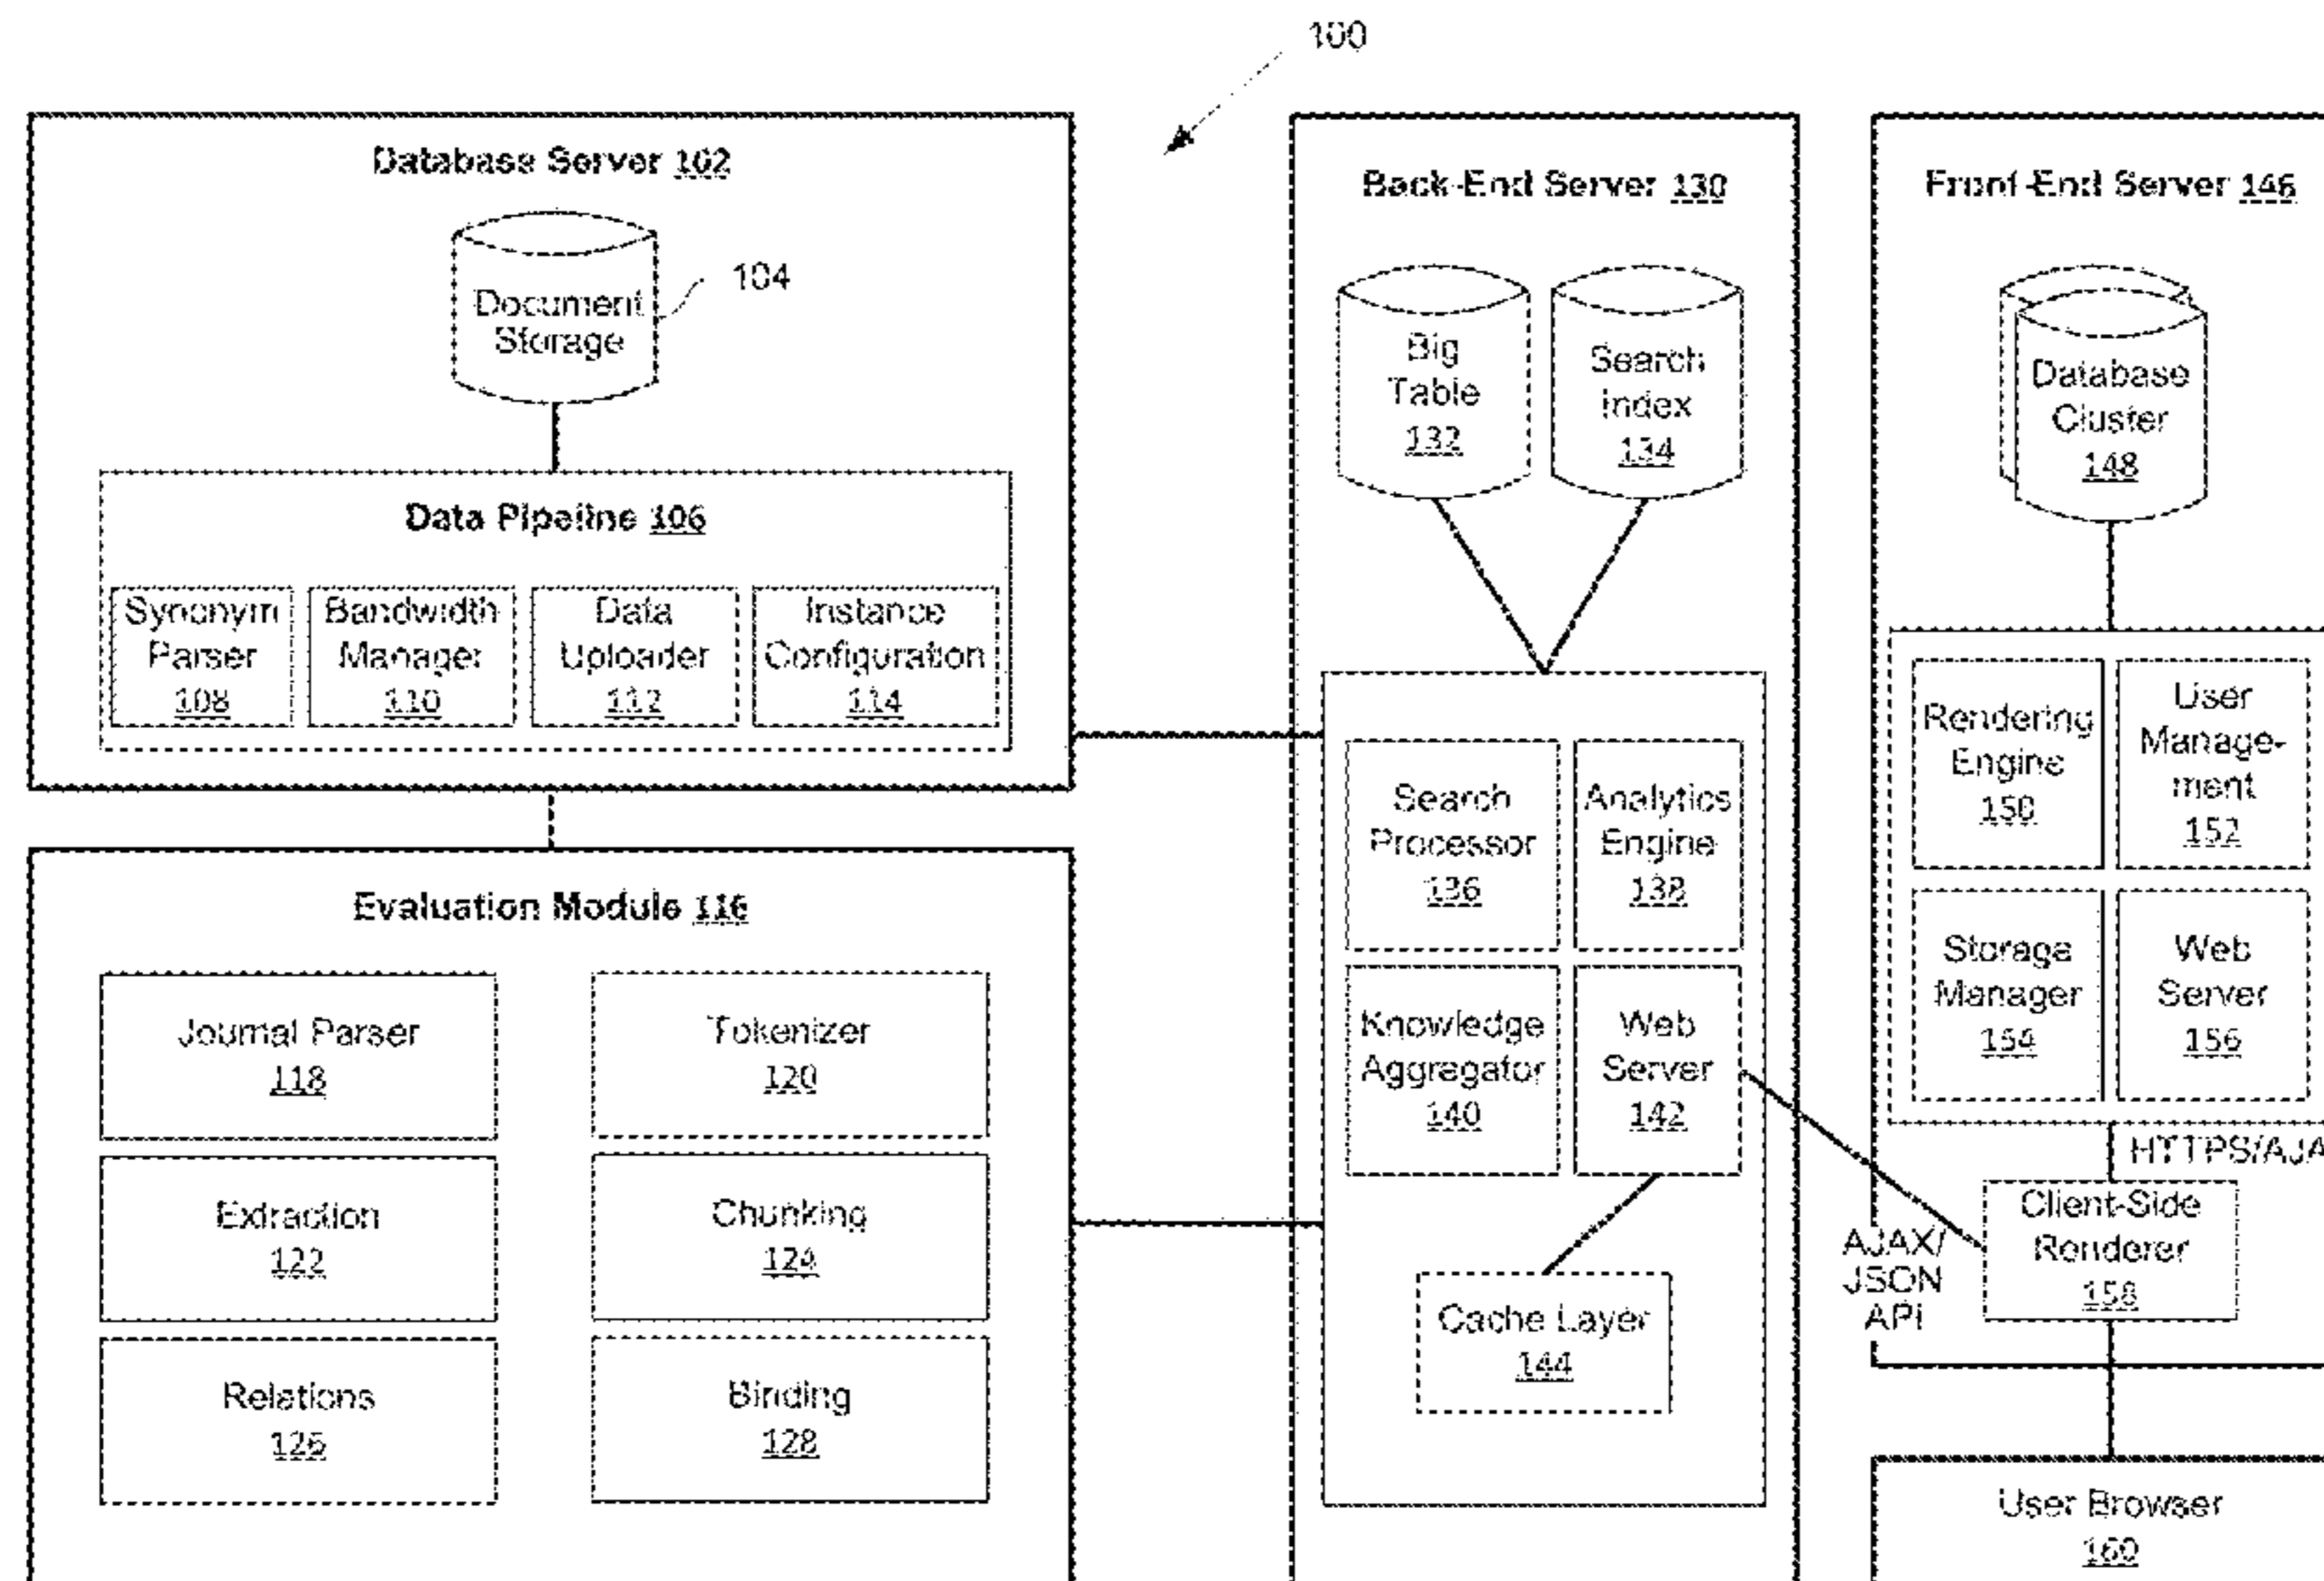 100
Database Server 102
Document
Storage
104
Data Pipeline 106
Synonym
Parser
108
Bandwidth
Manager
110
Data
Uploader
112
Instance
Configuration
114
Evaluation Module 116
Journal Parser
118
Tokenizer
120
Extraction
122
Chunking
124
Relations
126
Binding
128
Back-End Server 130
Big
Table
132
Search
Index
134
Search
Processor
136
Analytics
Engine
138
Knowledge
Aggregator
140
Web
Server
142
Cache Layer
144
Front-End Server 146
Database
Cluster
148
Rendering
Engine
150
User
Manage-
ment
152
Storage
Manager
154
Web
Server
156
HTTPS/AJA
Client-Side
Renderer
158
AJAX/
JSON
API
User Browser
160